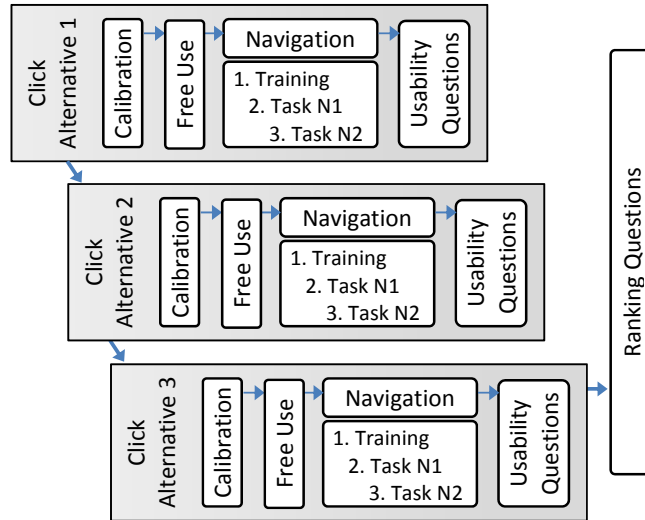 Click
Alternative 1
Calibration
Free Use
Navigation
1. Training
2. Task N1
3. Task N2
Usability
Questions
Click
Alternative 2
Calibration
Free Use
Navigation
1. Training
2. Task N1
3. Task N2
Usability
Questions
Click
Alternative 3
Calibration
Free Use
Navigation
1. Training
2. Task N1
3. Task N2
Usability
Questions
Ranking Questions